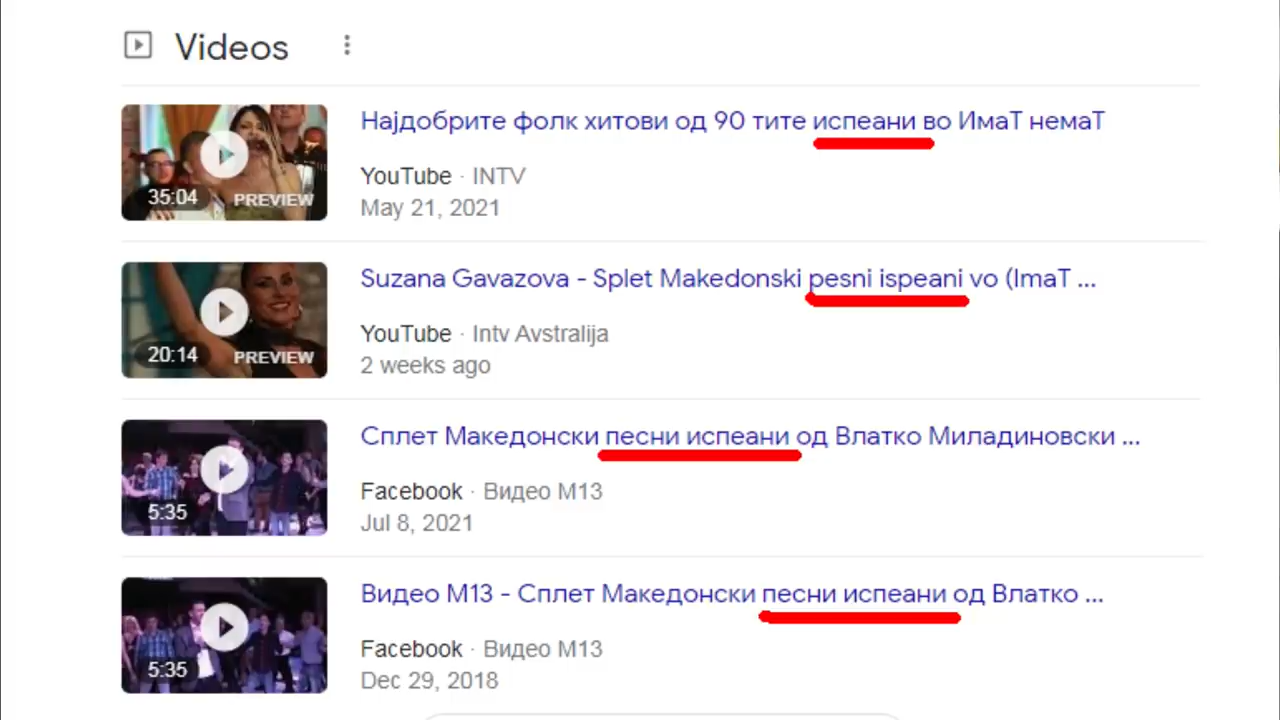 Videos
Најдобрите фолк хитови од 90 тите испеани во ИмаТ немаТ
YouTube · INTV
May 21, 2021
35:04
PREVIEW
Suzana Gavazova - Splet Makedonski pesni ispeani vo (ImaT ...
YouTube · Intv Avstralija
2 weeks ago
20:14
PREVIEW
Сплет Македонски песни испеани од Влатко Миладиновски ...
Facebook · Видео М13
Jul 8, 2021
5:35
Видео М13 - Сплет Македонски песни испеани од Влатко ...
Facebook · Видео М13
Dec 29, 2018
5:35